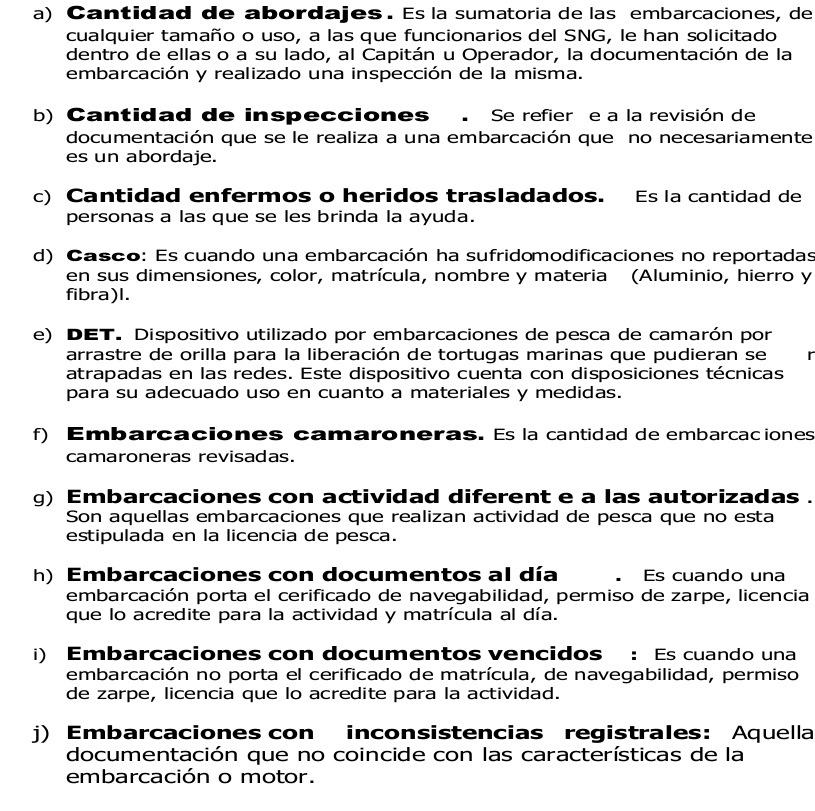 a) Cantidad de abordajes. Es la sumatoria de las embarcaciones, de
cualquier tamaño o uso, a las que funcionarios del SNG, le han solicitado
dentro de ellas o a su lado, al Capitán u Operador, la documentación de la
embarcación y realizado una inspección de la misma.
b) Cantidad de inspecciones . Se refier e a la revisión de
documentación que se le realiza a una embarcación que no necesariamente
es un abordaje.
c) Cantidad enfermos o heridos trasladados. Es la cantidad de
personas a las que se les brinda la ayuda.
d) Casco: Es cuando una embarcación ha sufridomodificaciones no reportadas
en sus dimensiones, color, matrícula, nombre y materia (Aluminio, hierro y
fibra)l.
e) DET. Dispositivo utilizado por embarcaciones de pesca de camarón por
arrastre de orilla para la liberación de tortugas marinas que pudieran se r
atrapadas en las redes. Este dispositivo cuenta con disposiciones técnicas
para su adecuado uso en cuanto a materiales y medidas.
f) Embarcaciones camaroneras. Es la cantidad de embarcac iones
camaroneras revisadas.
g) Embarcaciones con actividad diferent e a las autorizadas .
Son aquellas embarcaciones que realizan actividad de pesca que no esta
estipulada en la licencia de pesca.
h) Embarcaciones con documentos al día . Es cuando una
embarcación porta el cerificado de navegabilidad, permiso de zarpe, licencia
que lo acredite para la actividad y matrícula al día.
i) Embarcaciones con documentos vencidos : Es cuando una
embarcación no porta el cerificado de matrícula, de navegabilidad, permiso
de zarpe, licencia que lo acredite para la actividad.
j) Embarcaciones con inconsistencias registrales: Aquella
documentación que no coincide con las características de la
embarcación o motor.